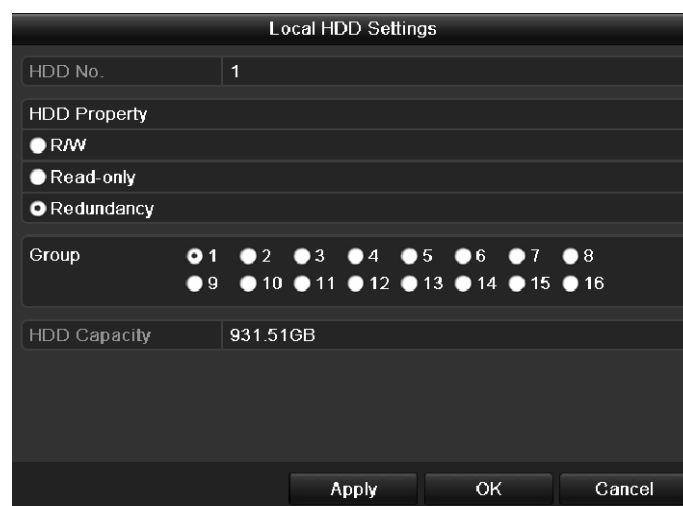 Local HDD Settings
HDD No. 1
HDD Property
R/W
Read-only
Redundancy
Group 1 2 3 4 5 6 7 8
9 10 11 12 13 14 15 16
HDD Capacity 931.51GB
Apply OK Cancel